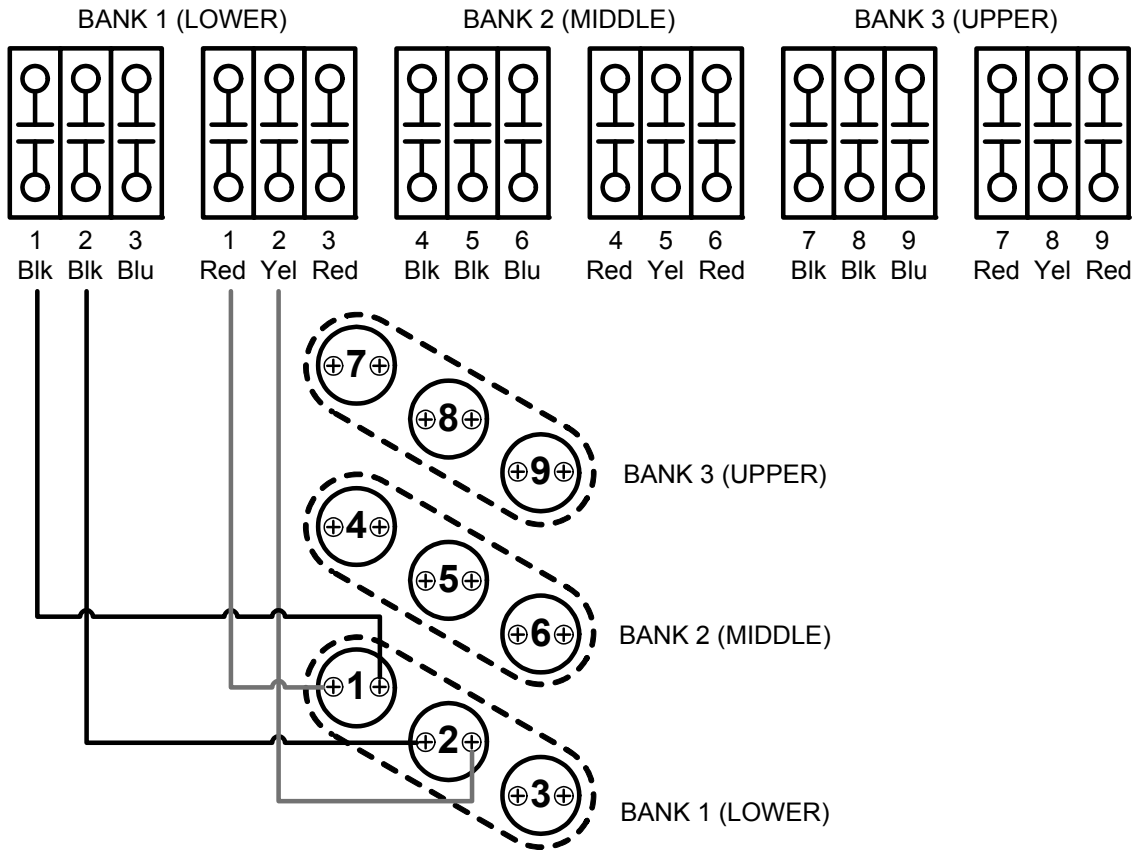 BANK 1 (LOWER) BANK 2 (MIDDLE) BANK 3 (UPPER)
1 2 3 1 2 3 4 5 6 4 5 6 7 8 9 7 8 9
Blk Blk Blu Red Yel Red Blk Blk Blu Red Yel Red Blk Blk Blu Red Yel Red
7
8
9 BANK 3 (UPPER)
4
5
6 BANK 2 (MIDDLE)
1
2
3 BANK 1 (LOWER)